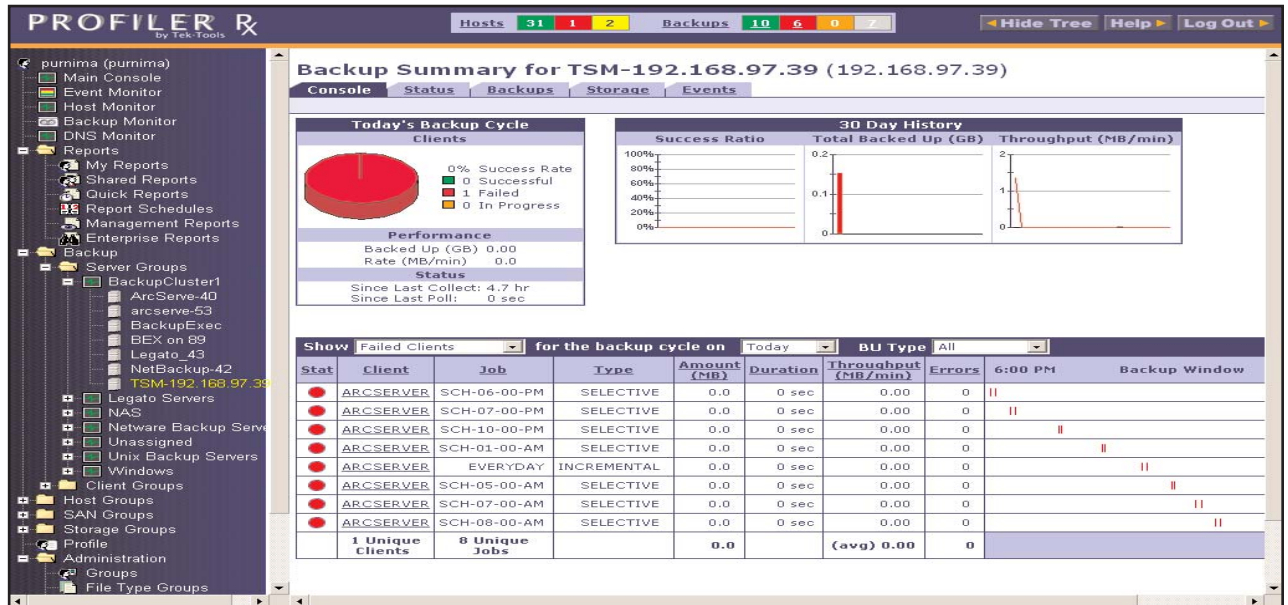 PROFILER Rx
by Tek-Tools
Hosts 31 1 2 Backups 10 6 0 7
Hide Tree Help Log Out
purnima (purnima)
Main Console
Event Monitor
Host Monitor
Backup Monitor
DNS Monitor
Reports
My Reports
Shared Reports
Quick Reports
Report Schedules
Management Reports
Enterprise Reports
Backup
Server Groups
BackupCluster1
ArcServe-40
arcserve-53
BackupExec
BEX on 89
Legato_43
NetBackup-42
TSM-192.168.97.39
Legato Servers
NAS
Netware Backup Serve
Unassigned
Unix Backup Servers
Windows
Client Groups
Host Groups
SAN Groups
Storage Groups
Profile
Administration
Groups
File Type Groups
Backup Summary for TSM-192.168.97.39 (192.168.97.39)
Console Status Backups Storage Events
Today's Backup Cycle
Clients
0% Success Rate
0 Successful
1 Failed
0 In Progress
Performance
Backed Up (GB) 0.00
Rate (MB/min) 0.0
Status
Since Last Collect: 4.7 hr
Since Last Poll: 0 sec
30 Day History
Success Ratio Total Backed Up (GB) Throughput (MB/min)
100%
80%
60%
40%
20%
0%
0.2
0.1
0
2
1
0
Show Failed Clients for the backup cycle on Today BU Type All
Stat Client Job Type Amount (MB) Duration Throughput (MB/min) Errors 6:00 PM Backup Window
ARCSERVER SCH-06-00-PM SELECTIVE 0.0 0 sec 0.00 0
ARCSERVER SCH-07-00-PM SELECTIVE 0.0 0 sec 0.00 0
ARCSERVER SCH-10-00-PM SELECTIVE 0.0 0 sec 0.00 0
ARCSERVER SCH-01-00-AM SELECTIVE 0.0 0 sec 0.00 0
ARCSERVER EVERYDAY INCREMENTAL 0.0 0 sec 0.00 0
ARCSERVER SCH-05-00-AM SELECTIVE 0.0 0 sec 0.00 0
ARCSERVER SCH-07-00-AM SELECTIVE 0.0 0 sec 0.00 0
ARCSERVER SCH-08-00-AM SELECTIVE 0.0 0 sec 0.00 0
1 Unique Clients 8 Unique Jobs 0.0 (avg) 0.00 0